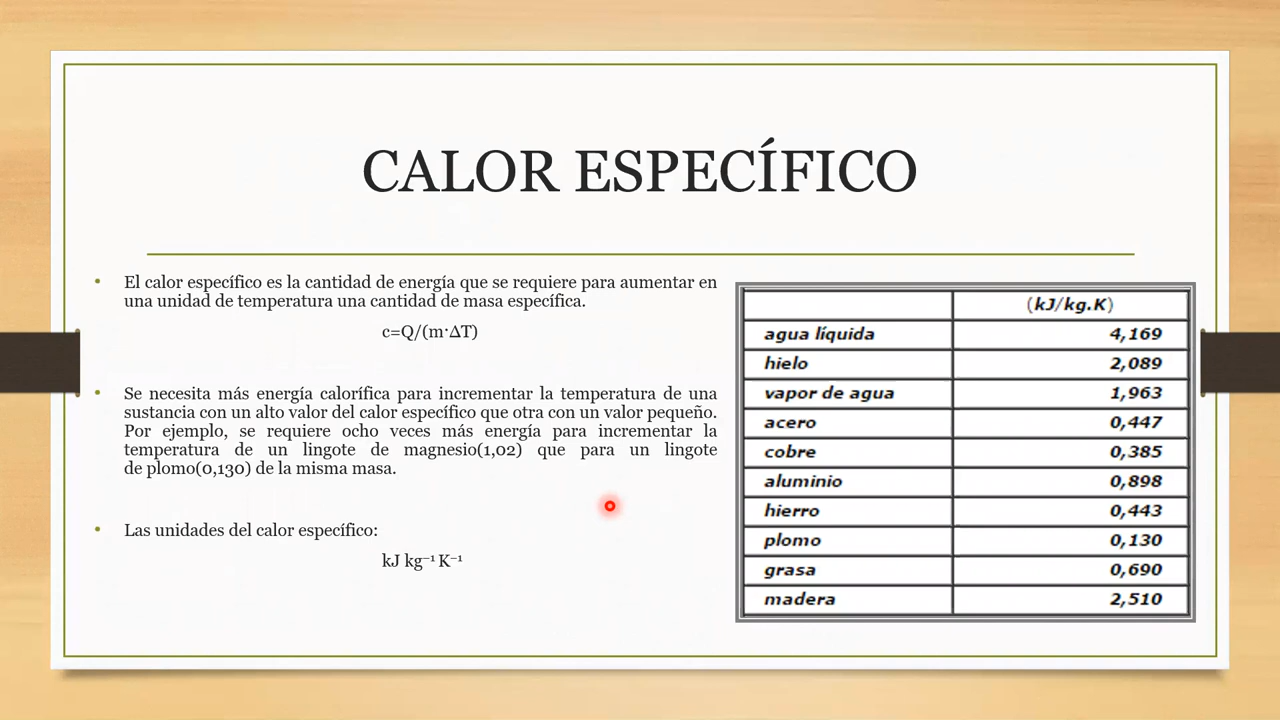 CALOR ESPECÍFICO
• El calor específico es la cantidad de energía que se requiere para aumentar en
una unidad de temperatura una cantidad de masa específica.
c=Q/(m·ΔT)
• Se necesita más energía calorífica para incrementar la temperatura de una
sustancia con un alto valor del calor específico que otra con un valor pequeño.
Por ejemplo, se requiere ocho veces más energía para incrementar la
temperatura de un lingote de magnesio(1,02) que para un lingote
de plomo(0,130) de la misma masa.
• Las unidades del calor específico:
kJ kg⁻¹ K⁻¹
(kJ/kg.K)
agua líquida 4,169
hielo 2,089
vapor de agua 1,963
acero 0,447
cobre 0,385
aluminio 0,898
hierro 0,443
plomo 0,130
grasa 0,690
madera 2,510